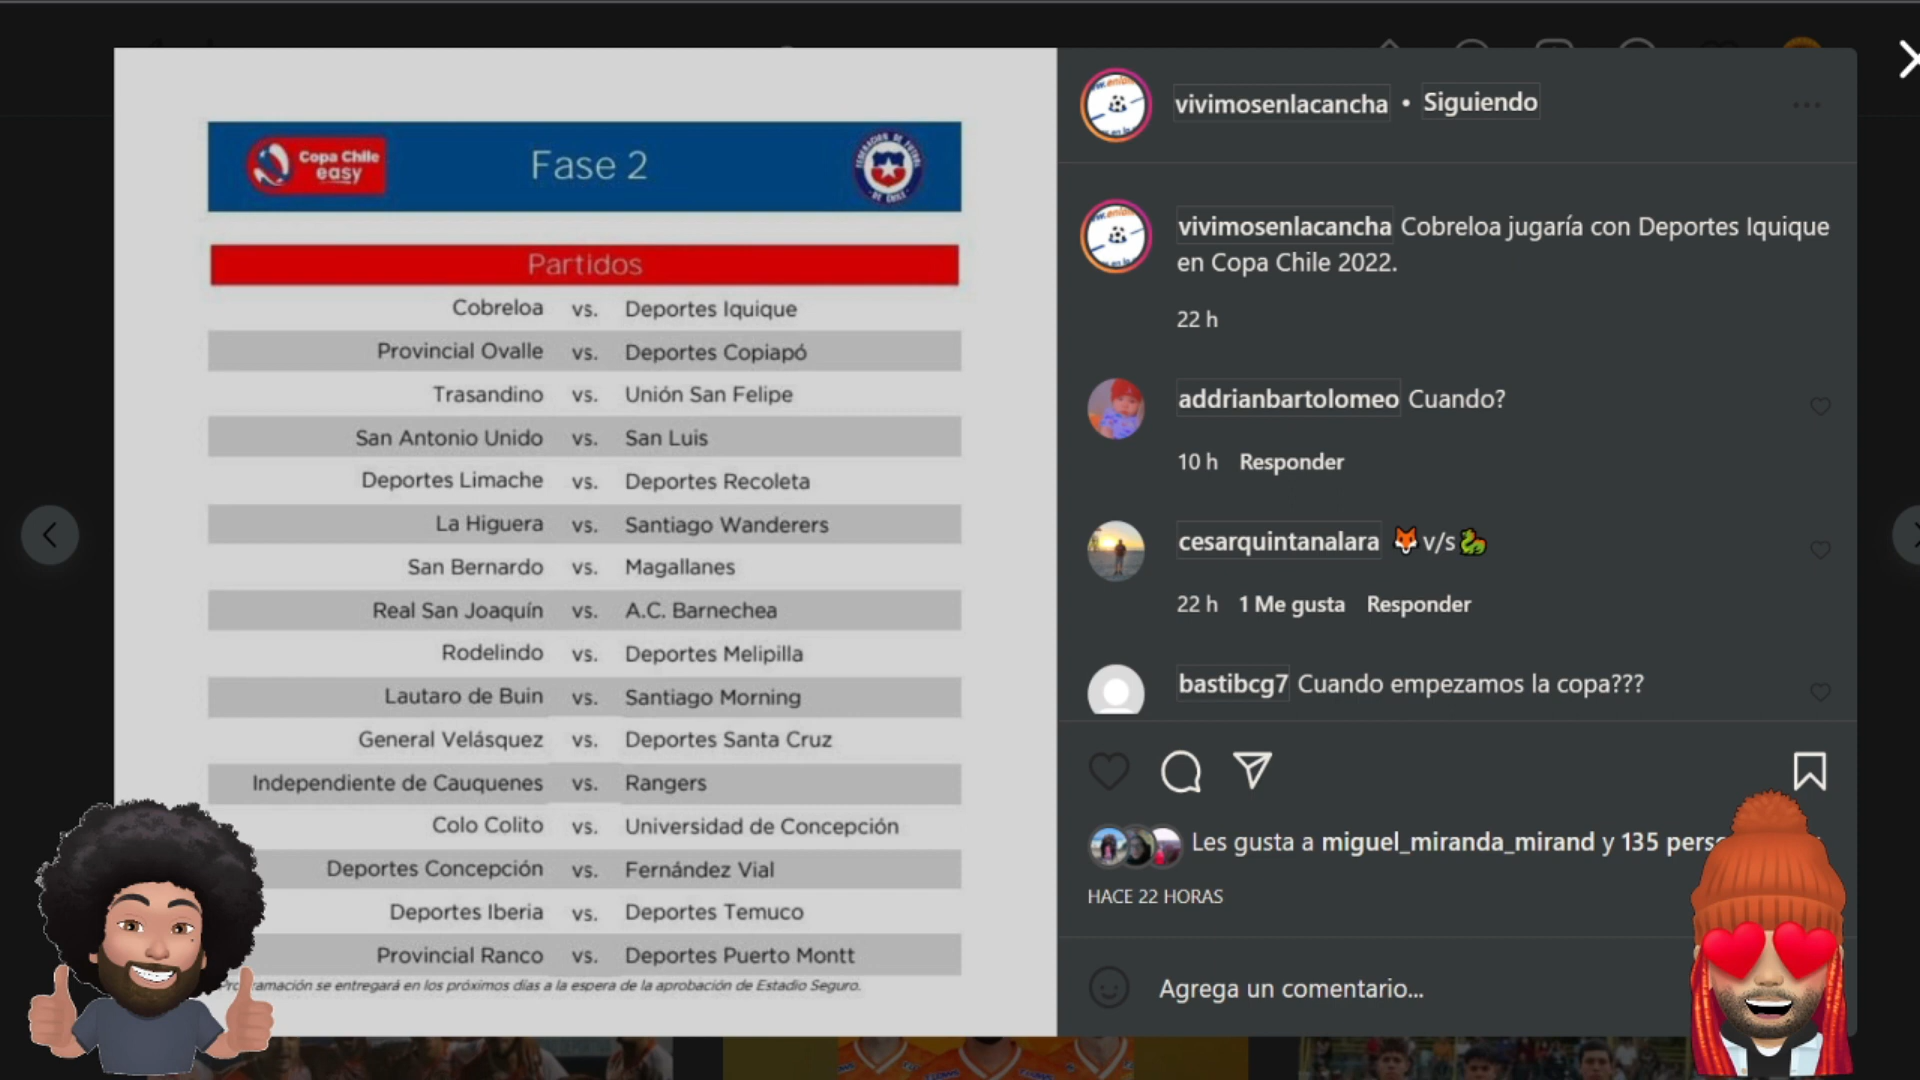 Copa Chile
easy
Fase 2
FEDERACION DE FUTBOL
DE CHILE
Partidos
Cobreloa vs. Deportes Iquique
Provincial Ovalle vs. Deportes Copiapó
Trasandino vs. Unión San Felipe
San Antonio Unido vs. San Luis
Deportes Limache vs. Deportes Recoleta
La Higuera vs. Santiago Wanderers
San Bernardo vs. Magallanes
Real San Joaquín vs. A.C. Barnechea
Rodelindo vs. Deportes Melipilla
Lautaro de Buin vs. Santiago Morning
General Velásquez vs. Deportes Santa Cruz
Independiente de Cauquenes vs. Rangers
Colo Colito vs. Universidad de Concepción
Deportes Concepción vs. Fernández Vial
Deportes Iberia vs. Deportes Temuco
Provincial Ranco vs. Deportes Puerto Montt
se entregará en los próximos días a la espera de la aprobación de Estadio Seguro.
vivimosenlacancha • Siguiendo
vivimosenlacancha Cobreloa jugaría con Deportes Iquique
en Copa Chile 2022.
22 h
addrianbartolomeo Cuando?
10 h Responder
cesarquintanalara 🦊v/s🐉
22 h 1 Me gusta Responder
bastibcg7 Cuando empezamos la copa???
Les gusta a miguel_miranda_mirand y 135 pers
HACE 22 HORAS
Agrega un comentario...